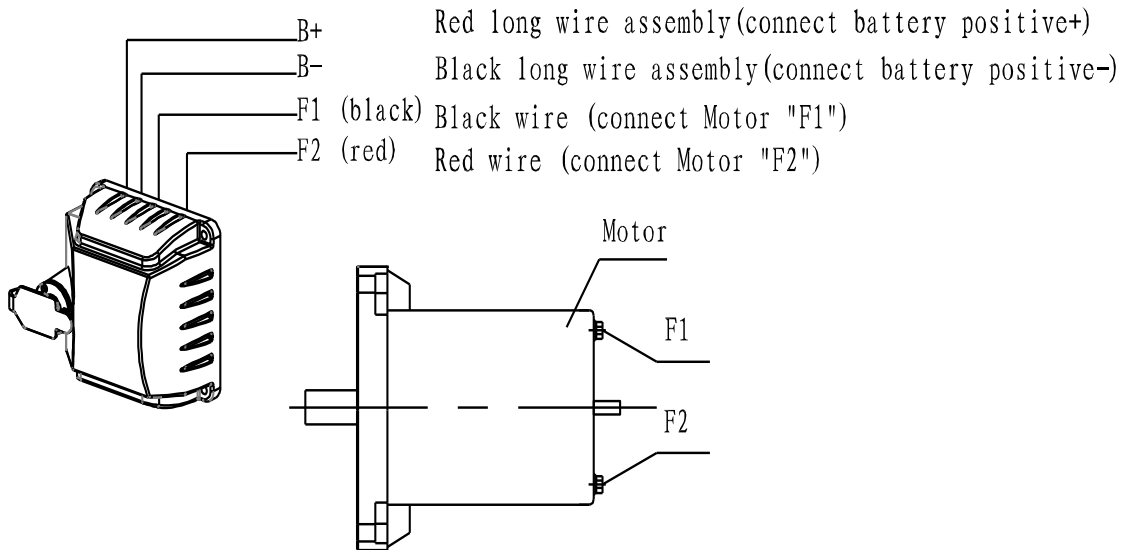 B+ Red long wire assembly(connect battery positive+)
B- Black long wire assembly(connect battery positive-)
F1 (black) Black wire (connect Motor "F1")
F2 (red) Red wire (connect Motor "F2")
Motor
F1
F2